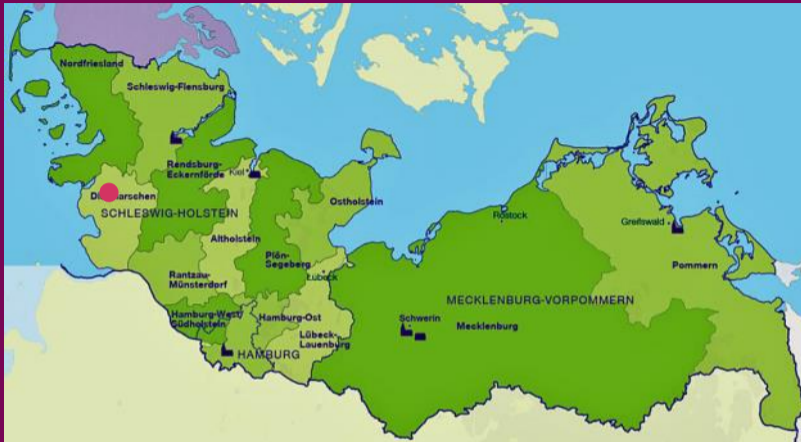 Nordfriesland
Schleswig-Flensburg
Rendsburg-
Eckernförde
Kiel
SCHLESWIG-HOLSTEIN
Ostholstein
Altholstein
Plön-
Segeberg
Rantzau-
Münsterdorf
Lübeck
Hamburg-West/
Südholstein
Hamburg-Ost
Lübeck-
Lauenburg
HAMBURG
Rostock
Greifswald
Pommern
MECKLENBURG-VORPOMMERN
Schwerin
Mecklenburg